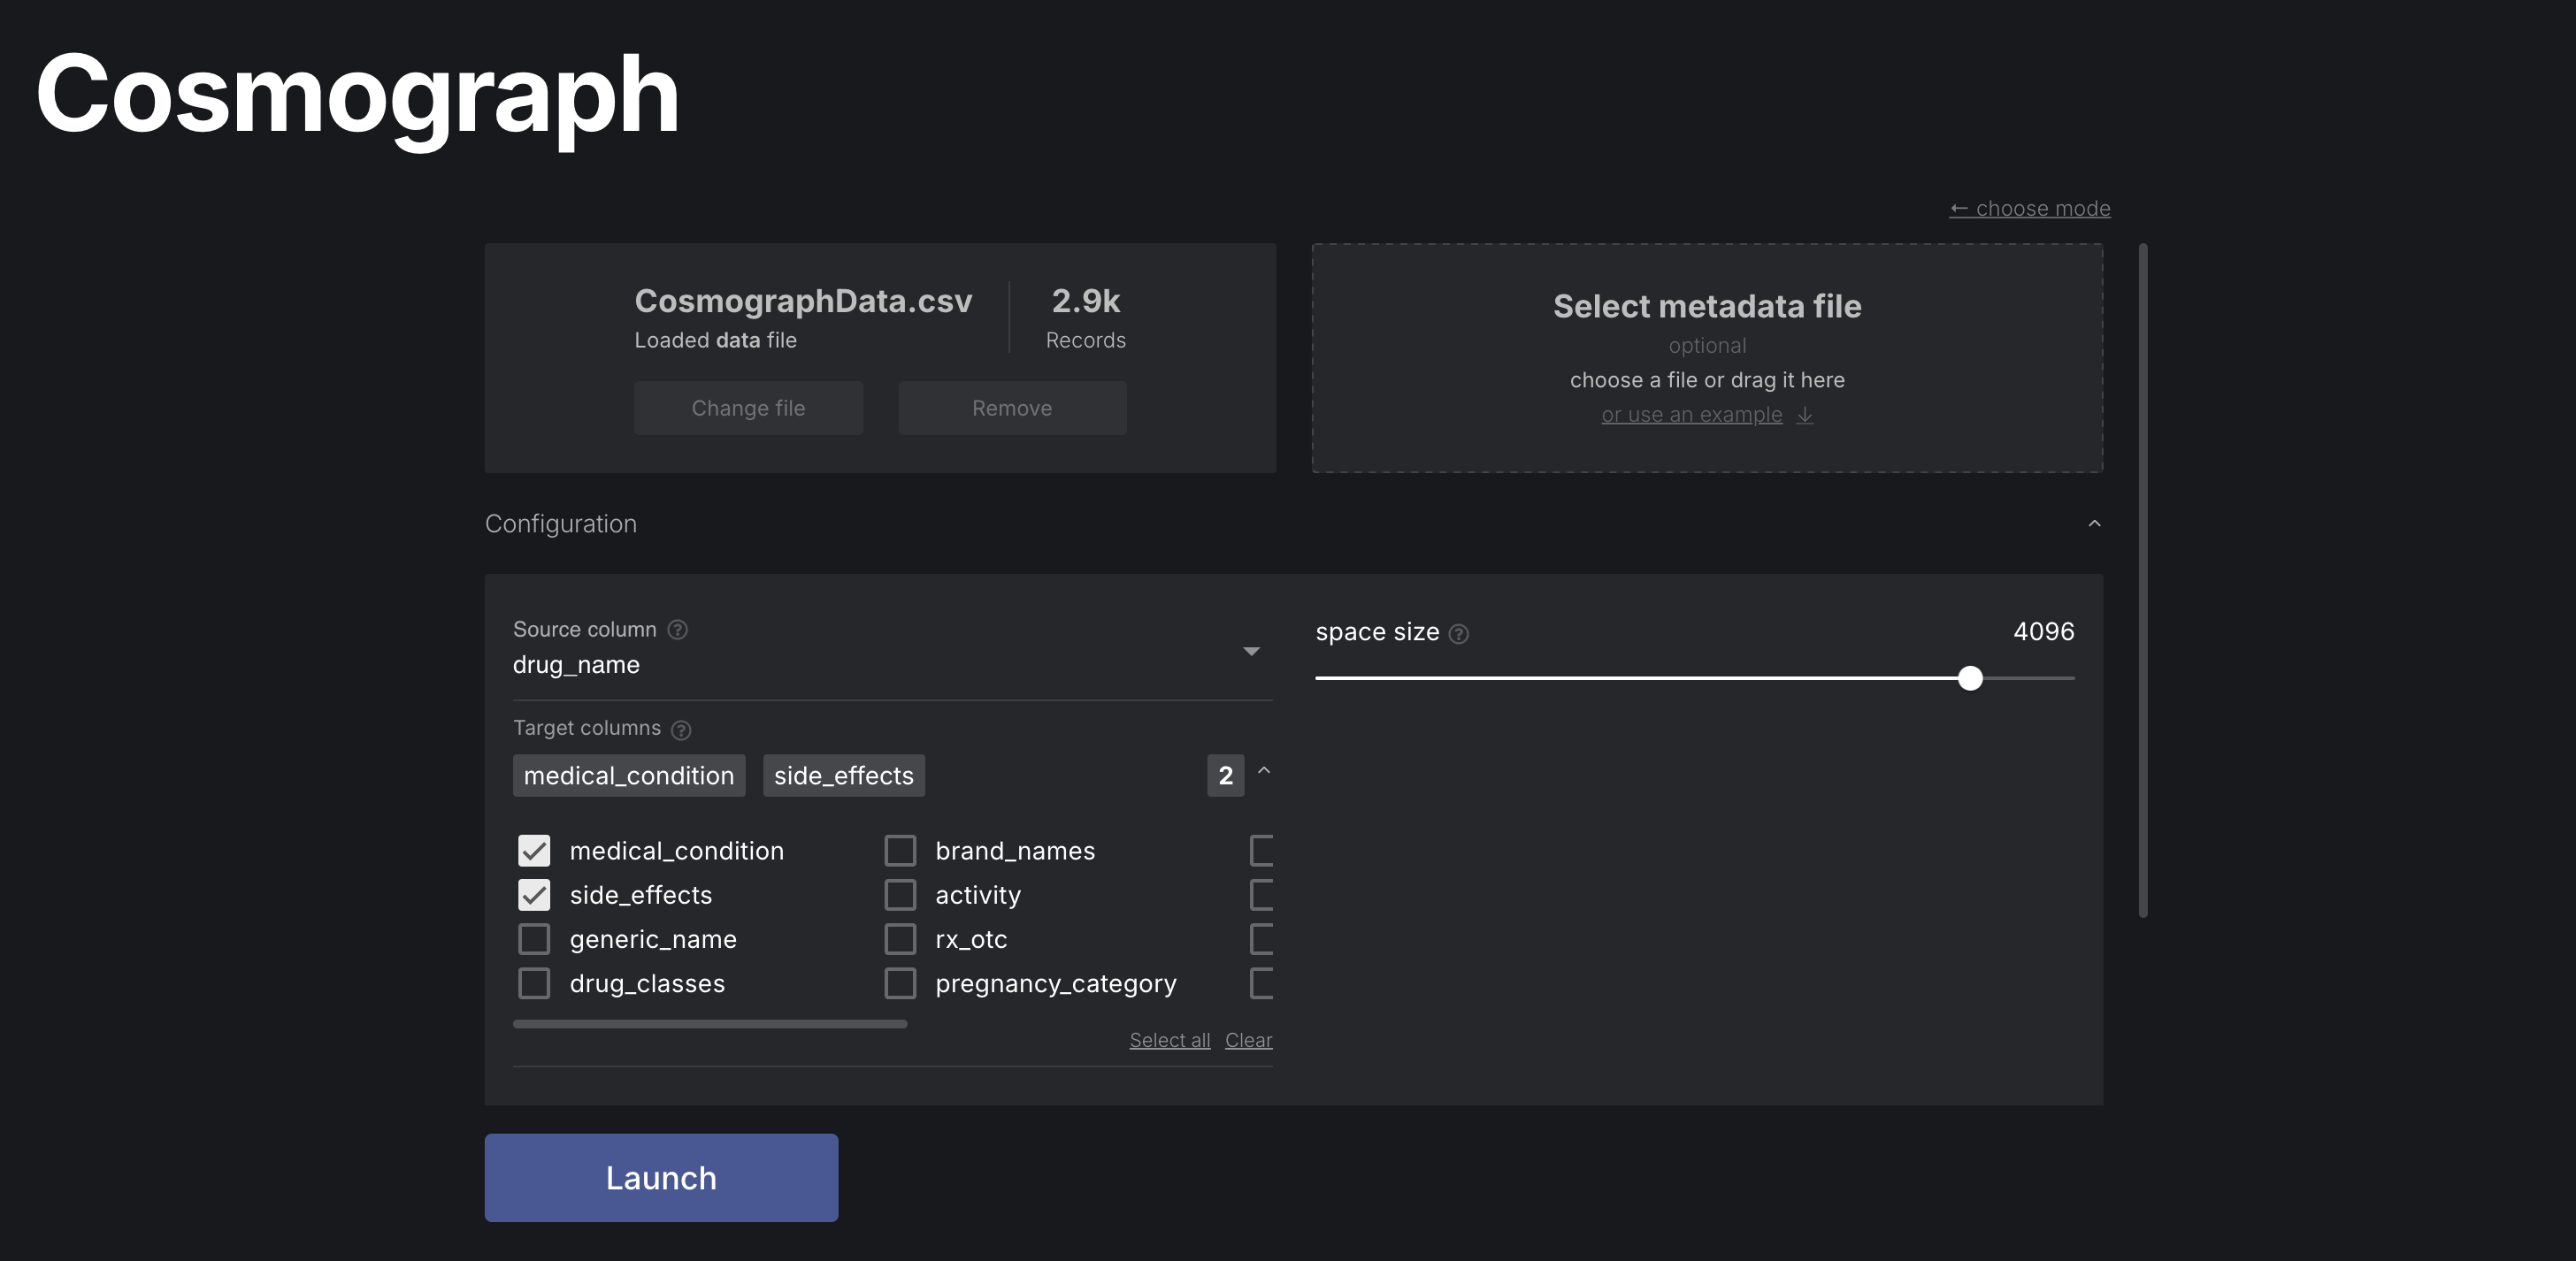 Cosmograph
← choose mode
CosmographData.csv
Loaded data file
2.9k
Records
Change file
Remove
Select metadata file
optional
choose a file or drag it here
or use an example ↓
Configuration
Source column ?
drug_name
Target columns ?
medical_condition side_effects 2
medical_condition
side_effects
generic_name
drug_classes
brand_names
activity
rx_otc
pregnancy_category
Select all Clear
space size ? 4096
Launch